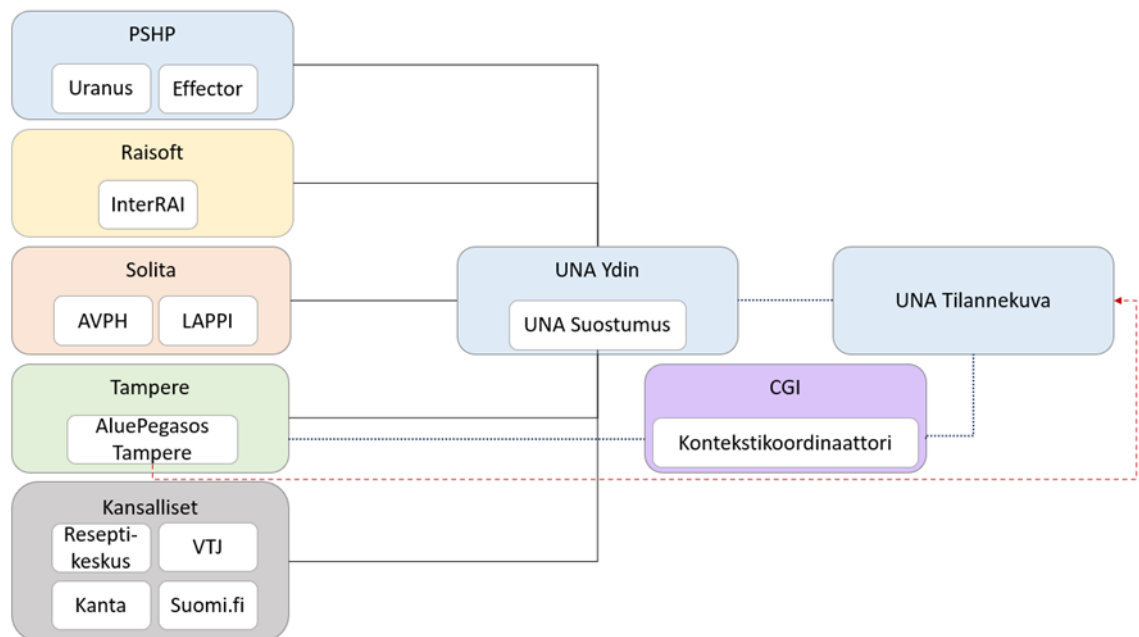 PSHP
Uranus
Effector
Raisoft
InterRAI
Solita
AVPH
LAPPI
Tampere
AluePegasos
Tampere
Kansalliset
Resepti-
keskus
VTJ
Kanta
Suomi.fi
UNA Ydin
UNA Suostumus
UNA Tilannekuva
CGI
Kontekstikoordinaattori